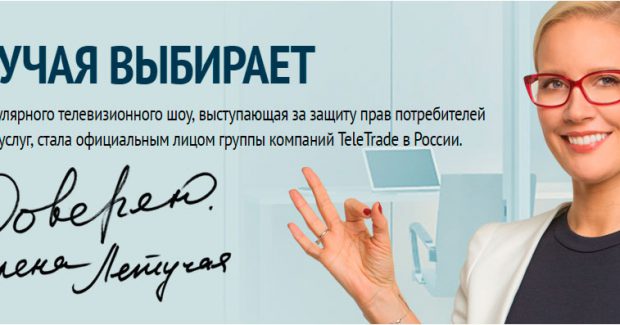 УЧАЯ ВЫБИРАЕТ
улярного телевизионного шоу, выступающая за защиту прав потребителей
услуг, стала официальным лицом группы компаний TeleTrade в России.
Доверяю.
лена Летучая